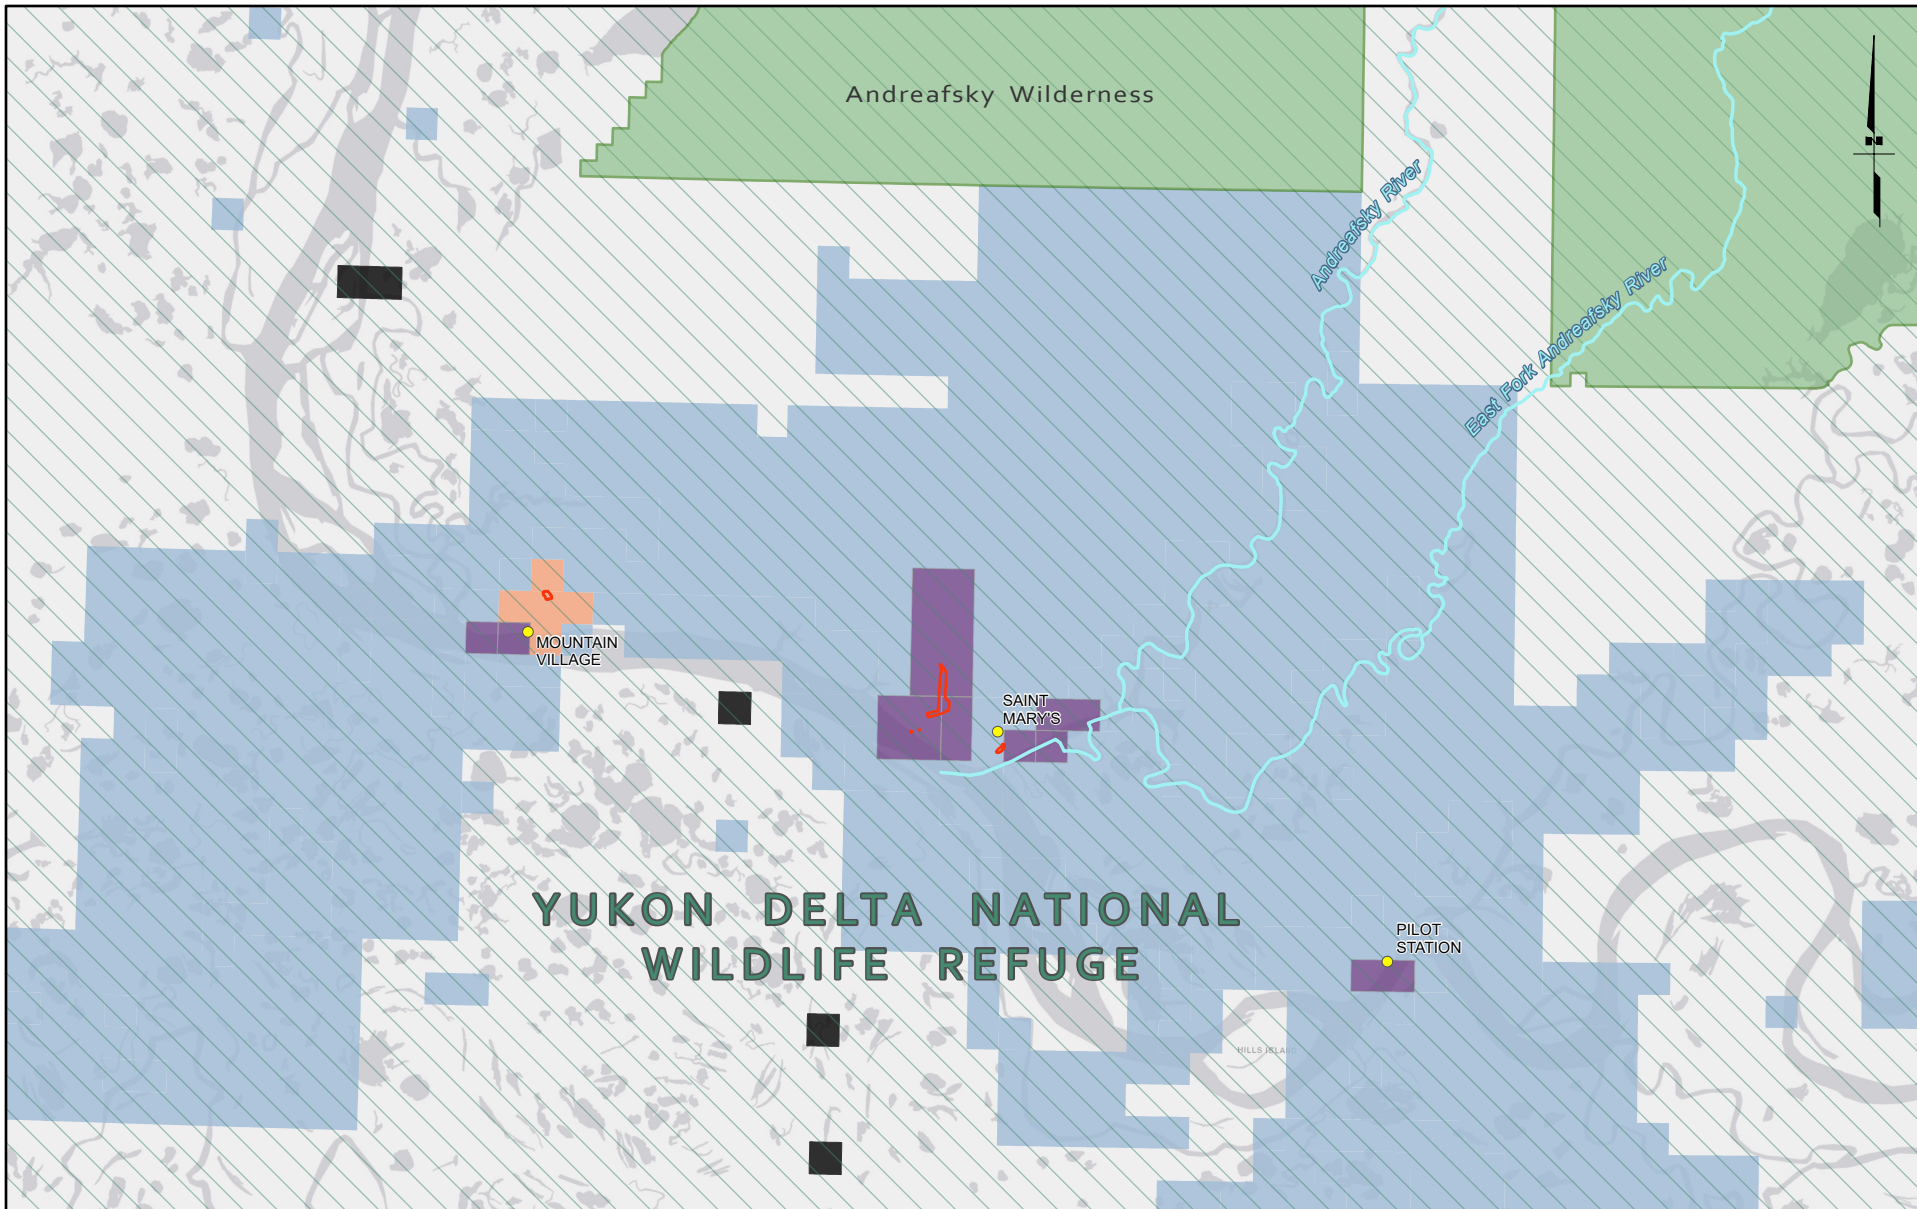 Andreafsky Wilderness
Andreafsky River
East Fork Andreafsky River
MOUNTAIN
VILLAGE
SAINT
MARY'S
YUKON DELTA NATIONAL
WILDLIFE REFUGE
PILOT
STATION
HILLS ISLAND